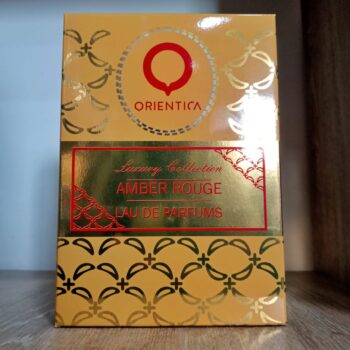 ORIENTICA
Luxury Collection
AMBER ROUGE
EAU DE PARFUMS